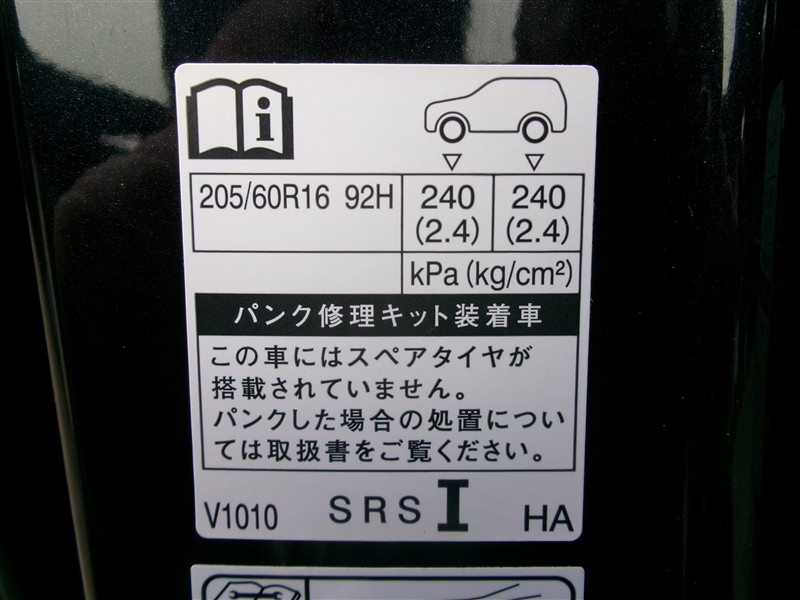 i
205/60R16 92H 240 240
(2.4) (2.4)
kPa (kg/cm²)
パンク修理キット装着車
この車にはスペアタイヤが
搭載されていません。
パンクした場合の処置につい
ては取扱書をご覧ください。
V1010 SRS I HA